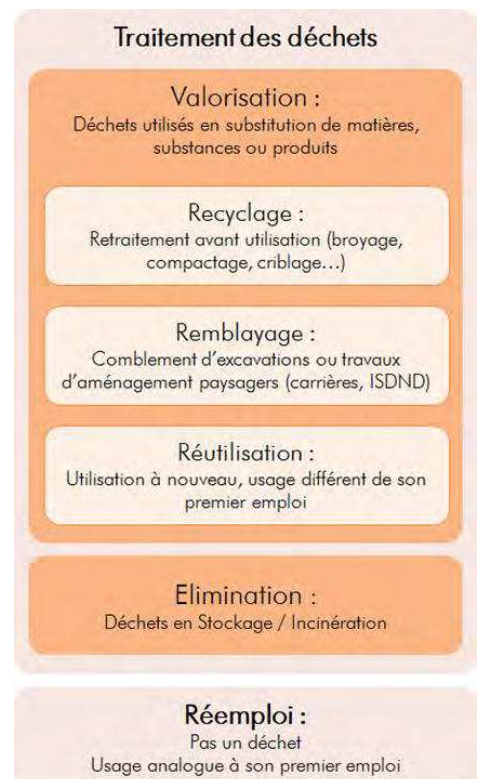 Traitement des déchets
Valorisation :
Déchets utilisés en substitution de matières,
substances ou produits
Recyclage :
Retraitement avant utilisation (broyage,
compactage, criblage...)
Remblayage :
Comblement d'excavations ou travaux
d'aménagement paysagers (carrières, ISDND)
Réutilisation :
Utilisation à nouveau, usage différent de son
premier emploi
Elimination :
Déchets en Stockage / Incinération
Réemploi :
Pas un déchet
Usage analogue à son premier emploi